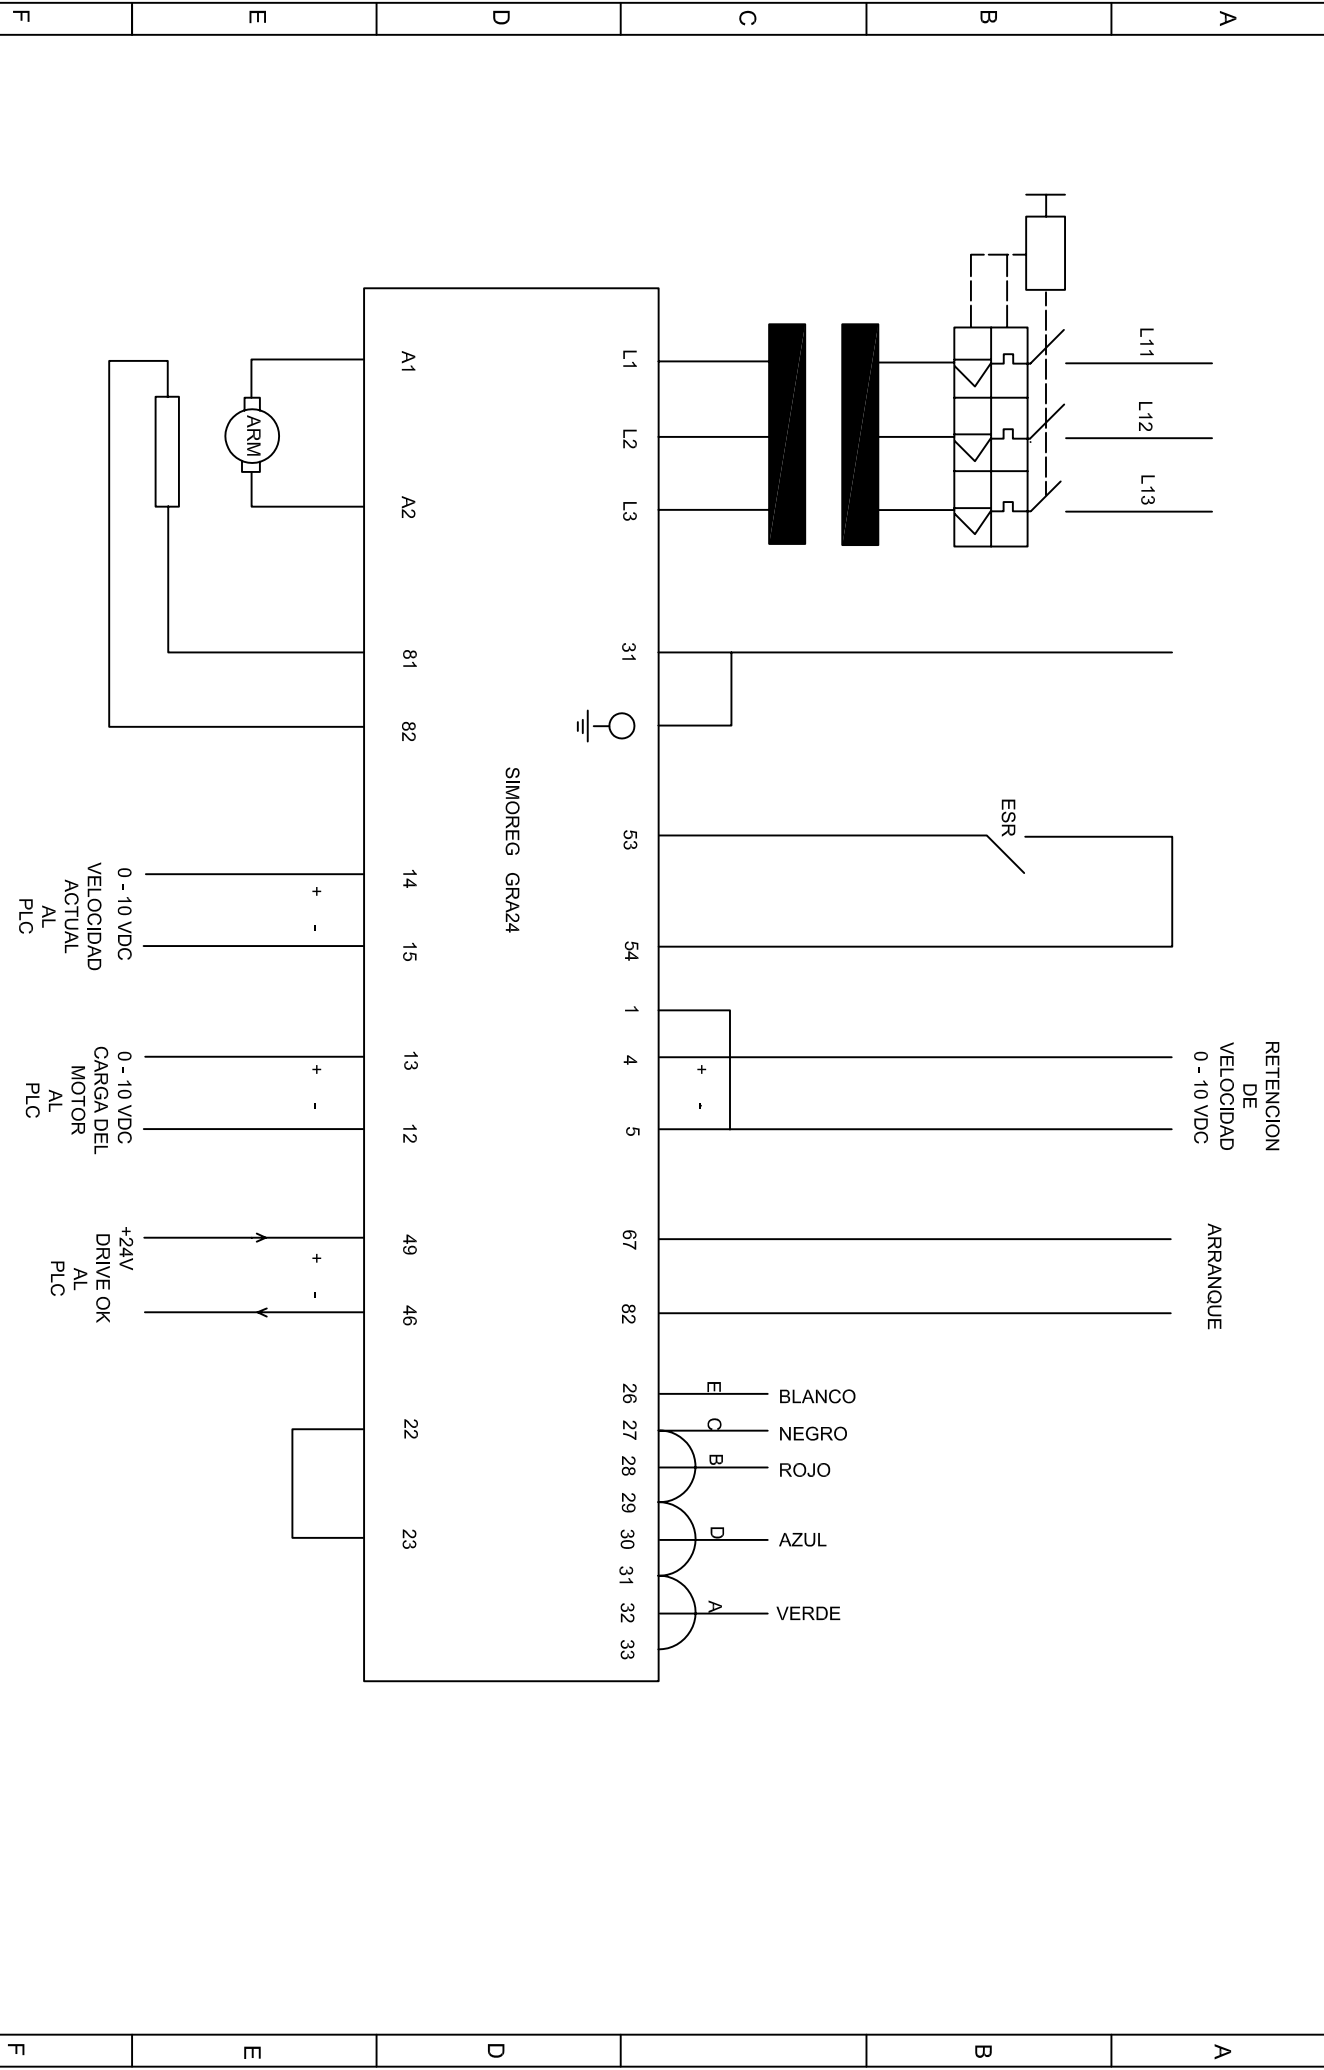 A
B
C
D
E
F
L11
L12
L13
RETENCION
DE
VELOCIDAD
0 - 10 VDC
ARRANQUE
ESR
+ -
E
C
B
D
A
BLANCO
NEGRO
ROJO
AZUL
VERDE
L1 L2 L3 31 53 54 1 4 5 67 82 26 27 28 29 30 31 32 33
SIMOREG GRA24
A1 A2 81 82 14 15 13 12 49 46 22 23
ARM
+ -
+ -
+ -
0 - 10 VDC
VELOCIDAD
ACTUAL
AL
PLC
0 - 10 VDC
CARGA DEL
MOTOR
AL
PLC
+24V
DRIVE OK
AL
PLC
A
B
D
E
F